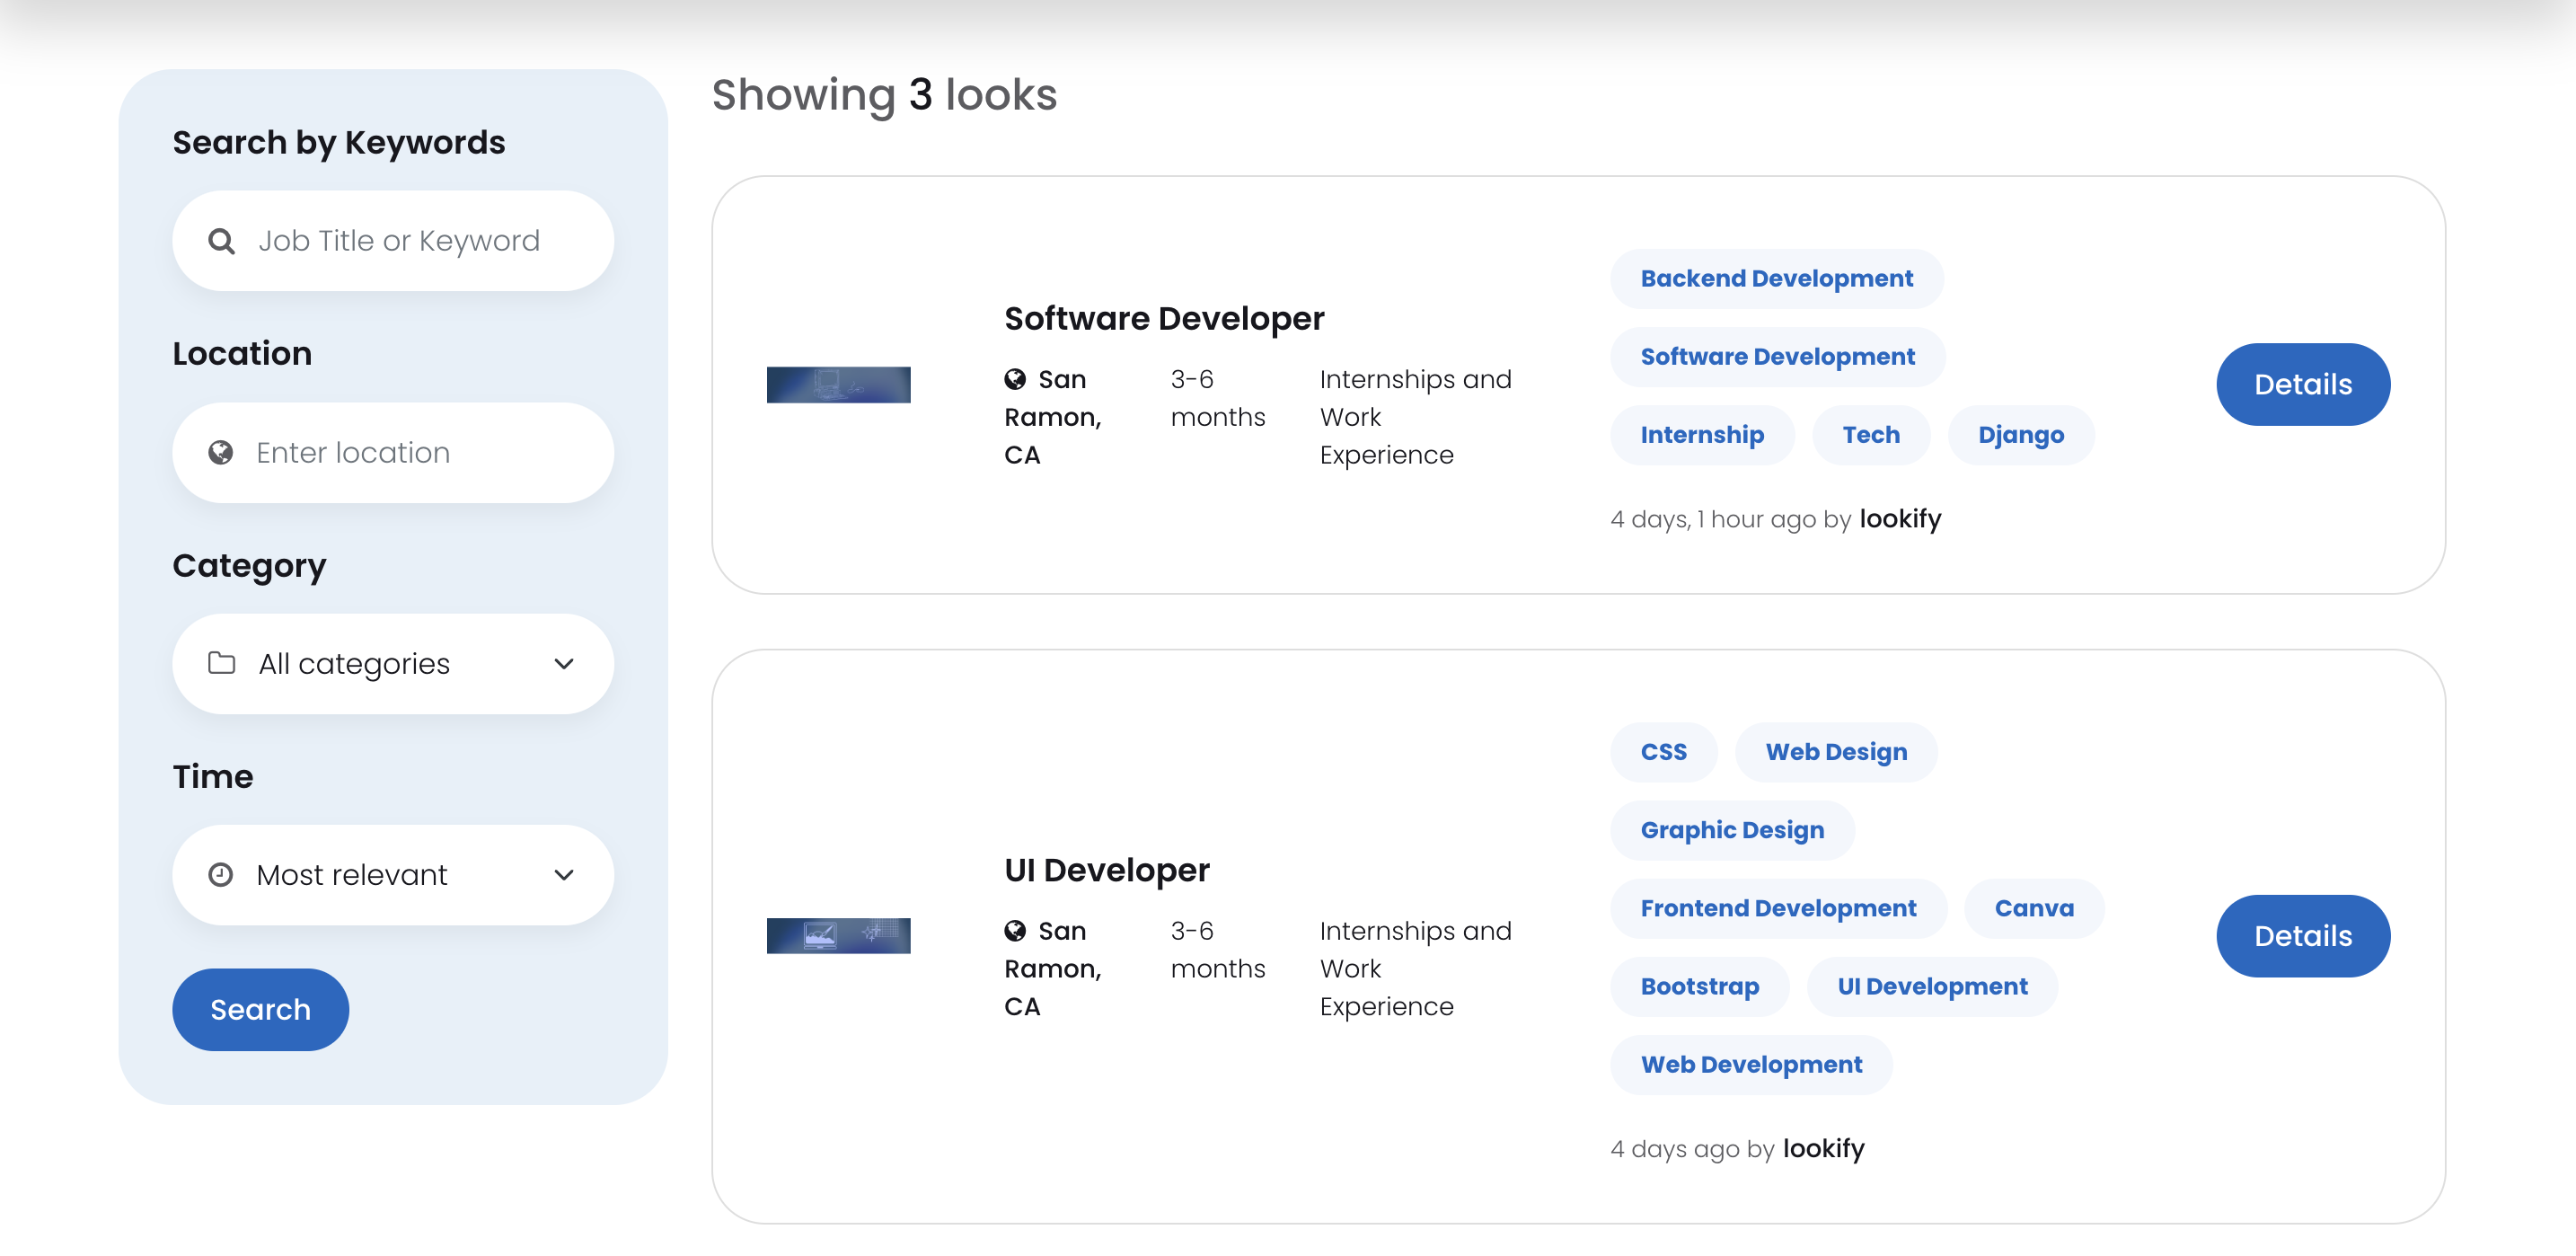 Search by Keywords
Job Title or Keyword
Location
Enter location
Category
All categories
Time
Most relevant
Search
Showing 3 looks
Software Developer
San
Ramon,
CA
3-6
months
Internships and
Work
Experience
Backend Development
Software Development
Internship Tech Django
4 days, 1 hour ago by lookify
Details
UI Developer
San
Ramon,
CA
3-6
months
Internships and
Work
Experience
CSS Web Design
Graphic Design
Frontend Development Canva
Bootstrap UI Development
Web Development
4 days ago by lookify
Details